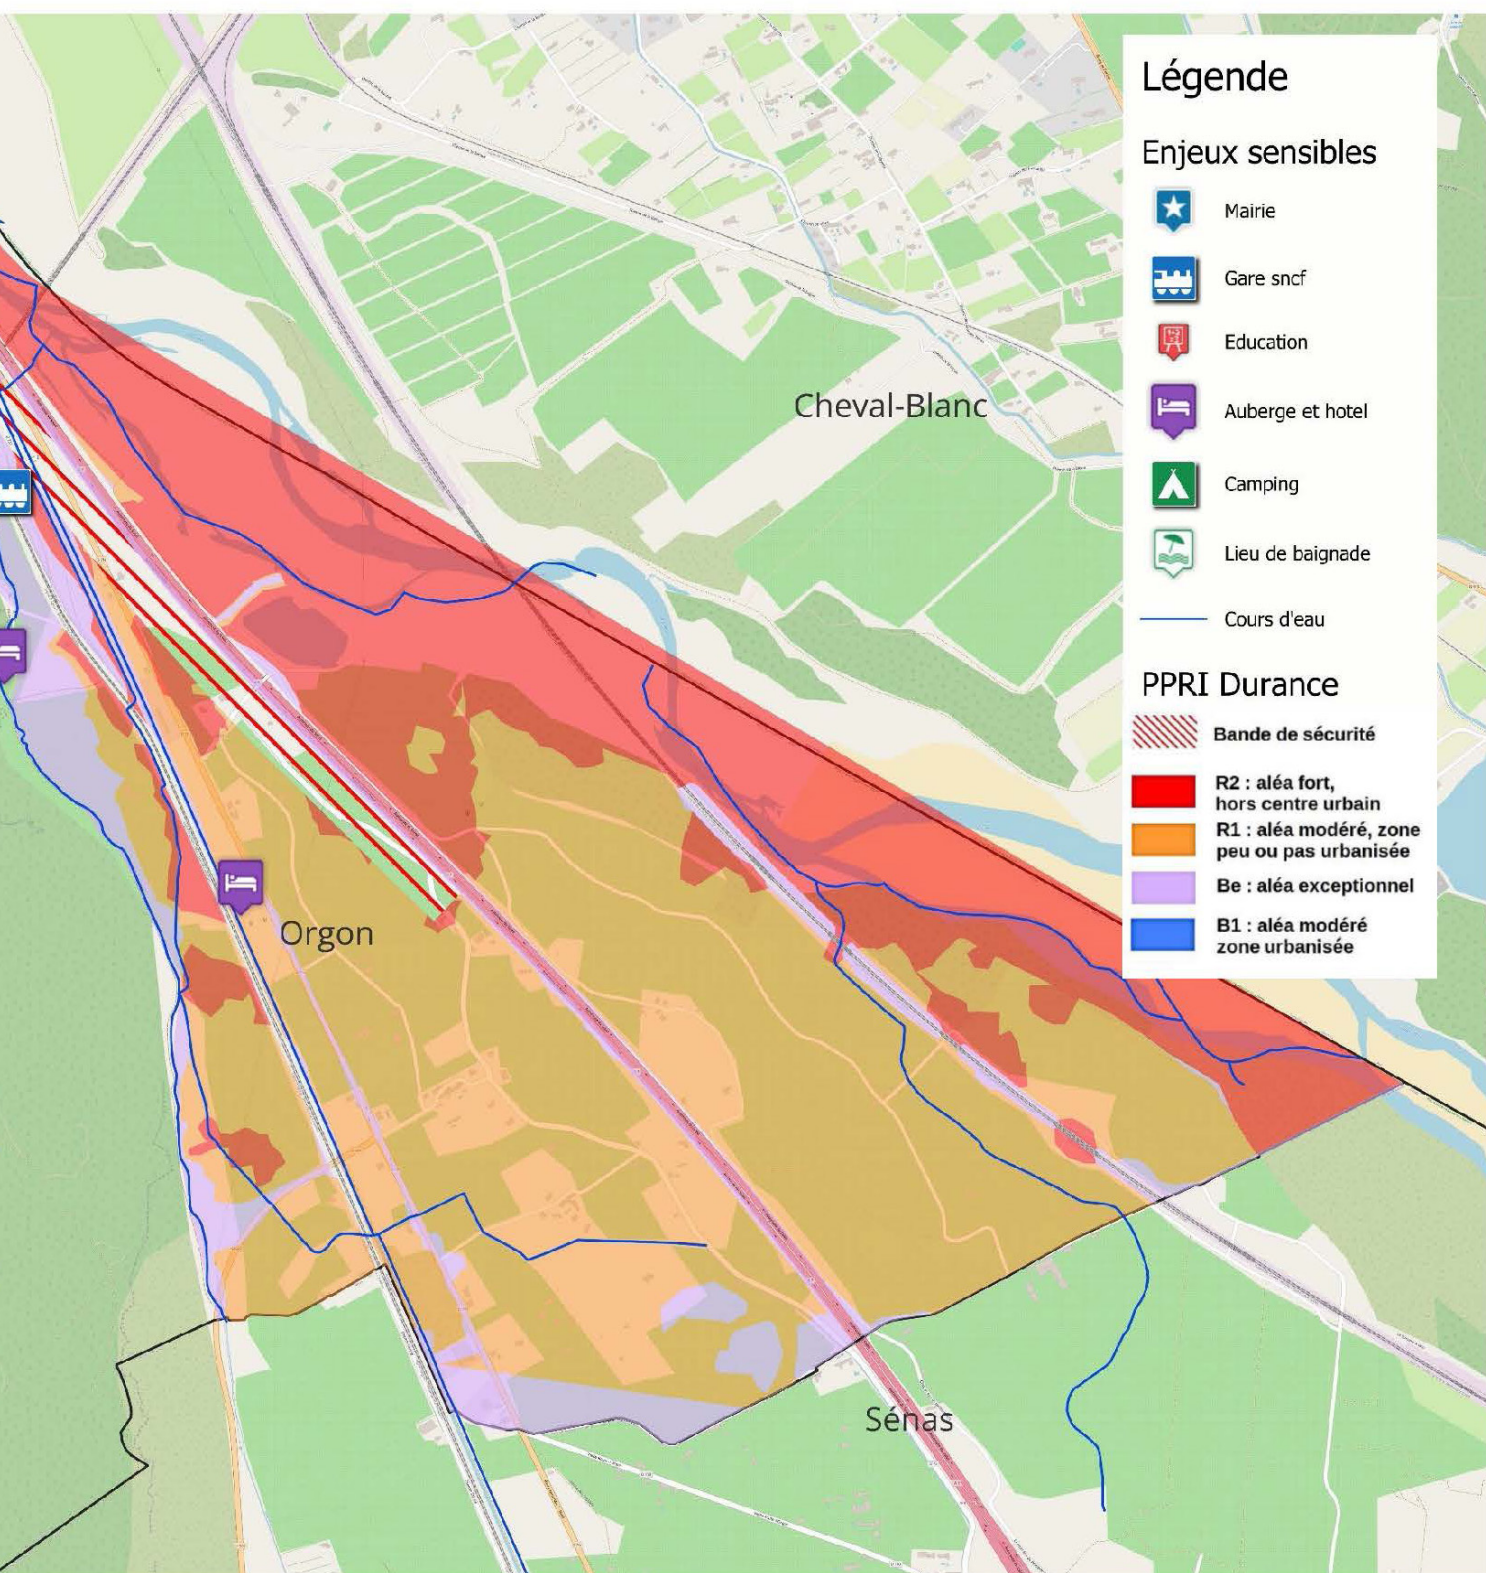 Légende
Enjeux sensibles
Mairie
Gare sncf
Education
Auberge et hotel
Camping
Lieu de baignade
Cours d'eau
PPRI Durance
Bande de sécurité
R2 : aléa fort,
hors centre urbain
R1 : aléa modéré, zone
peu ou pas urbanisée
Be : aléa exceptionnel
B1 : aléa modéré
zone urbanisée
Cheval-Blanc
Orgon
Sénas